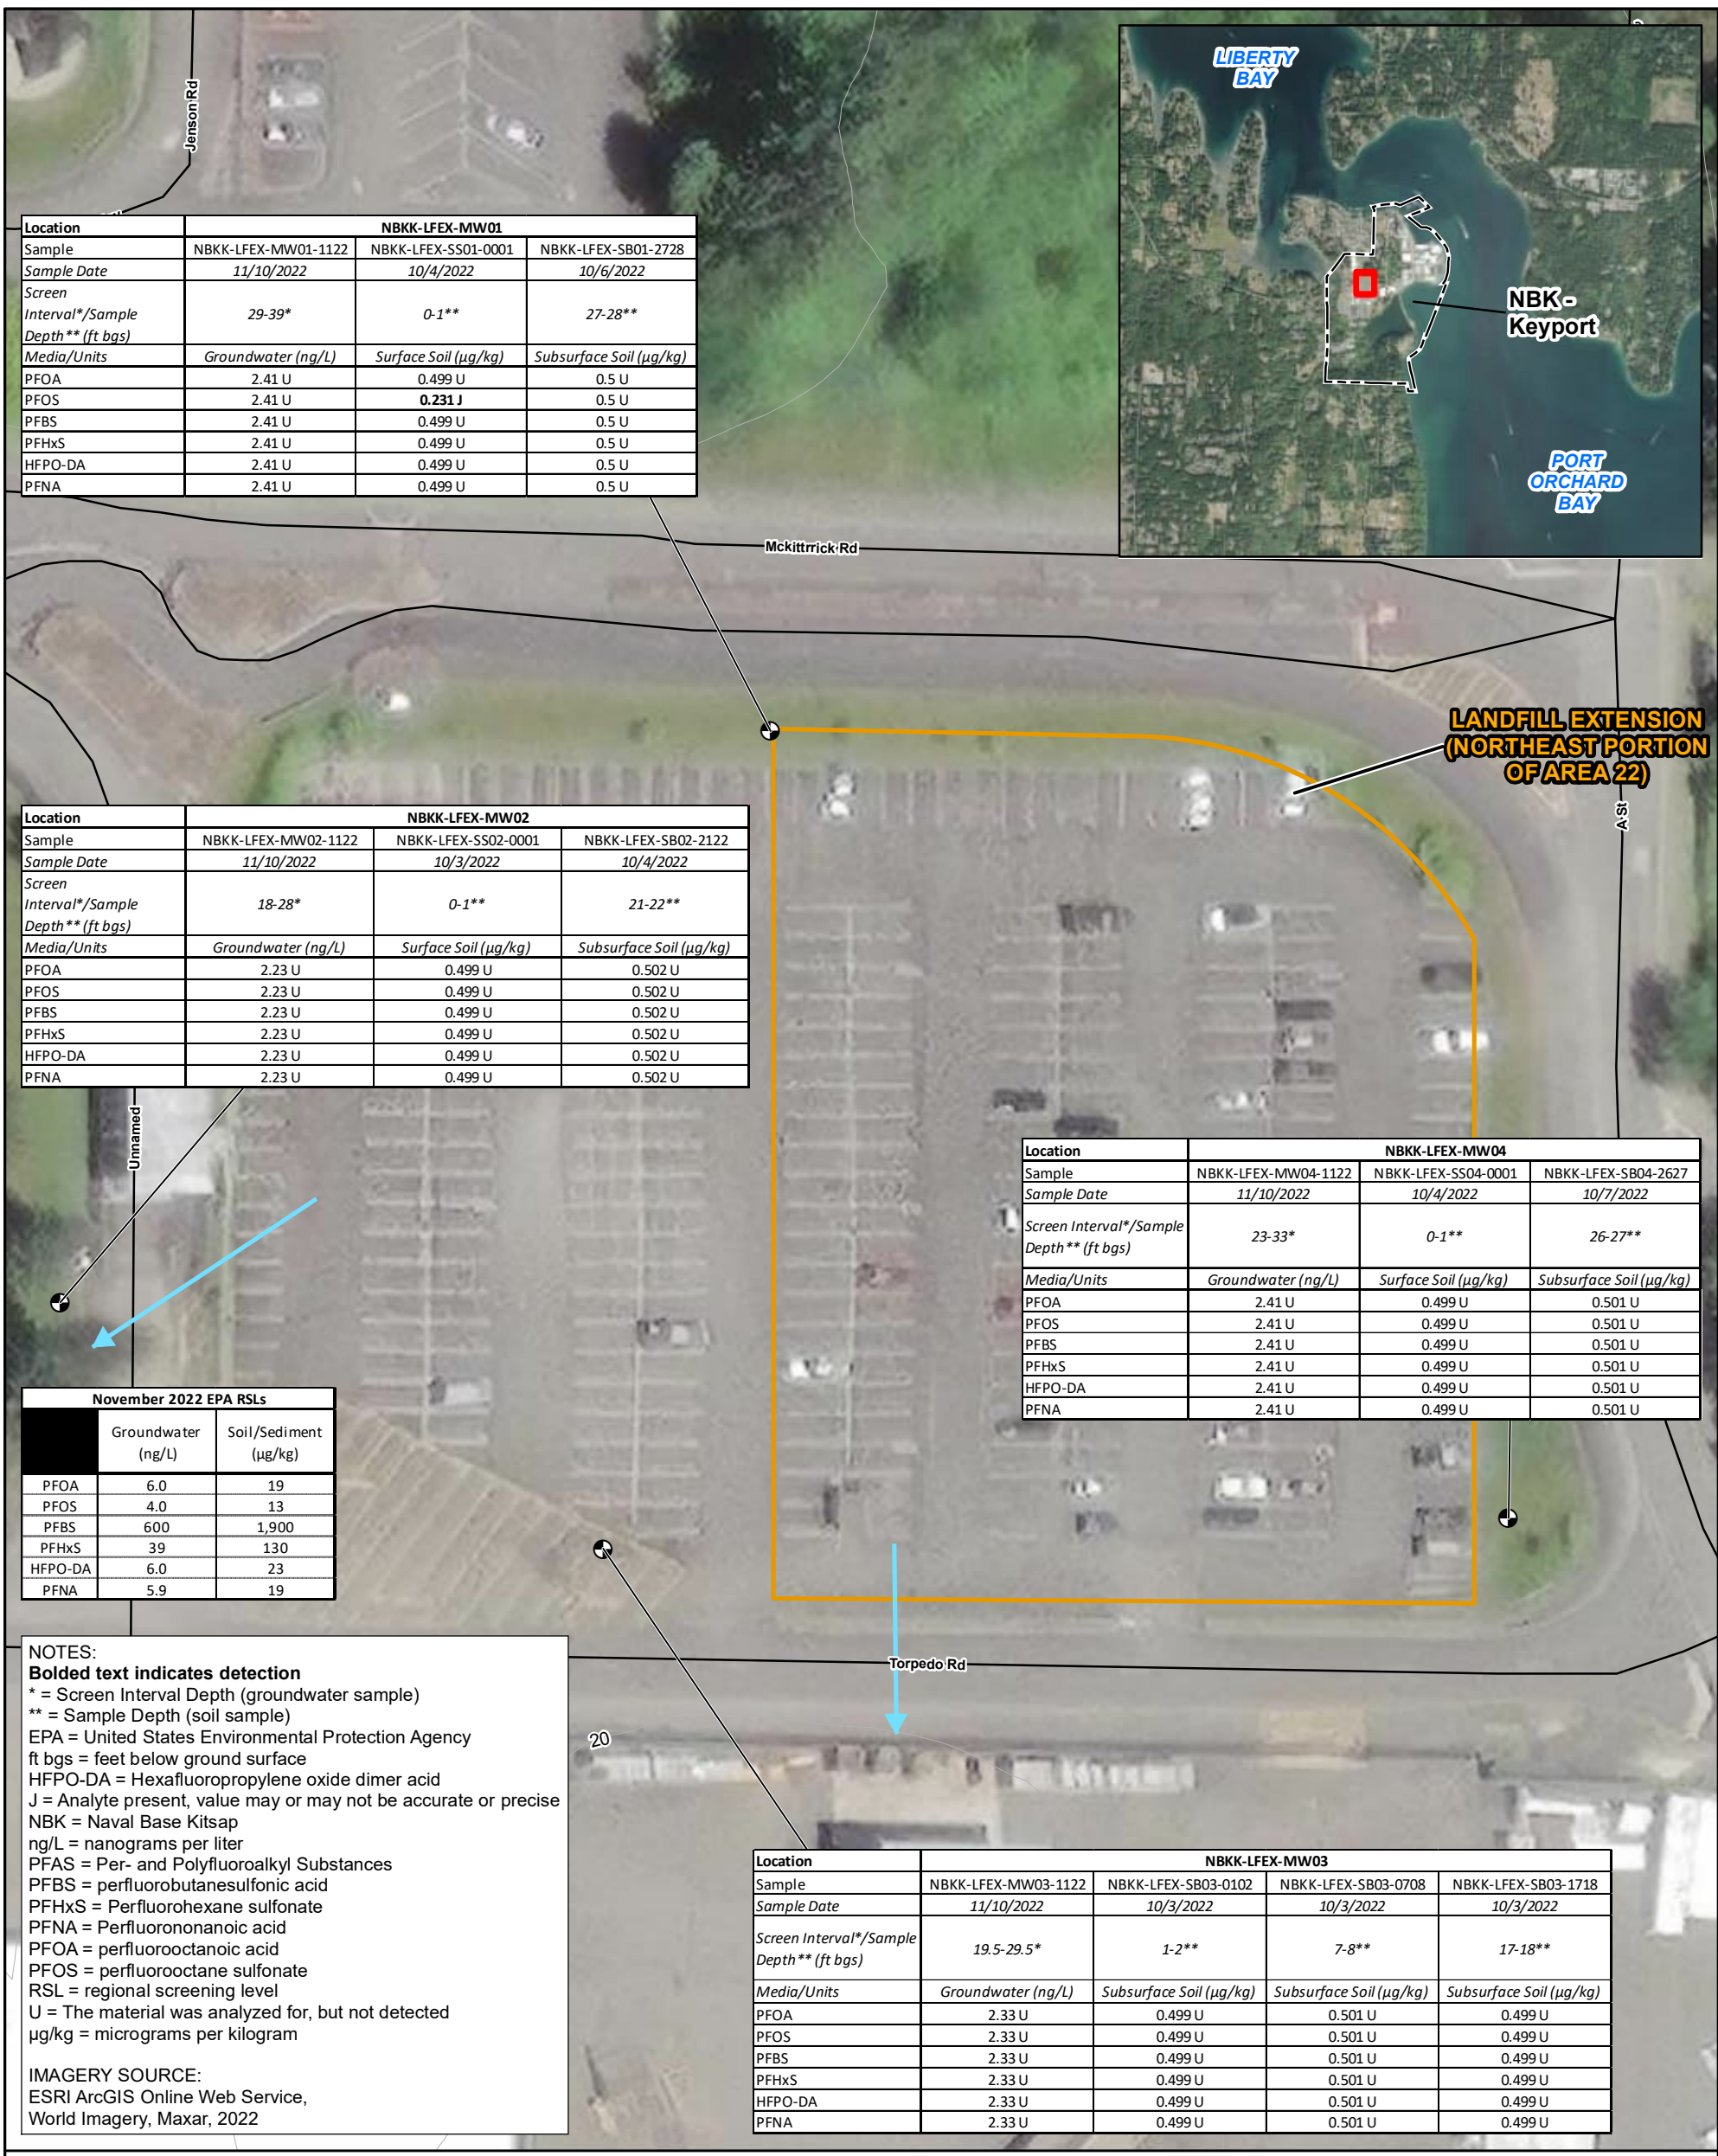 Jenson Rd
LIBERTY
BAY
NBK -
Keyport
PORT
ORCHARD
BAY
Location NBKK-LFEX-MW01
Sample NBKK-LFEX-MW01-1122 NBKK-LFEX-SS01-0001 NBKK-LFEX-SB01-2728
Sample Date 11/10/2022 10/4/2022 10/6/2022
Screen
Interval*/Sample 29-39* 0-1** 27-28**
Depth** (ft bgs)
Media/Units Groundwater (ng/L) Surface Soil (µg/kg) Subsurface Soil (µg/kg)
PFOA 2.41 U 0.499 U 0.5 U
PFOS 2.41 U 0.231 J 0.5 U
PFBS 2.41 U 0.499 U 0.5 U
PFHxS 2.41 U 0.499 U 0.5 U
HFPO-DA 2.41 U 0.499 U 0.5 U
PFNA 2.41 U 0.499 U 0.5 U
Mckittrrick Rd
LANDFILL EXTENSION
(NORTHEAST PORTION
OF AREA 22)
A St
Location NBKK-LFEX-MW02
Sample NBKK-LFEX-MW02-1122 NBKK-LFEX-SS02-0001 NBKK-LFEX-SB02-2122
Sample Date 11/10/2022 10/3/2022 10/4/2022
Screen
Interval*/Sample 18-28* 0-1** 21-22**
Depth** (ft bgs)
Media/Units Groundwater (ng/L) Surface Soil (µg/kg) Subsurface Soil (µg/kg)
PFOA 2.23 U 0.499 U 0.502 U
PFOS 2.23 U 0.499 U 0.502 U
PFBS 2.23 U 0.499 U 0.502 U
PFHxS 2.23 U 0.499 U 0.502 U
HFPO-DA 2.23 U 0.499 U 0.502 U
PFNA 2.23 U 0.499 U 0.502 U
Unnamed
Location NBKK-LFEX-MW04
Sample NBKK-LFEX-MW04-1122 NBKK-LFEX-SS04-0001 NBKK-LFEX-SB04-2627
Sample Date 11/10/2022 10/4/2022 10/7/2022
Screen Interval*/Sample 23-33* 0-1** 26-27**
Depth** (ft bgs)
Media/Units Groundwater (ng/L) Surface Soil (µg/kg) Subsurface Soil (µg/kg)
PFOA 2.41 U 0.499 U 0.501 U
PFOS 2.41 U 0.499 U 0.501 U
PFBS 2.41 U 0.499 U 0.501 U
PFHxS 2.41 U 0.499 U 0.501 U
HFPO-DA 2.41 U 0.499 U 0.501 U
PFNA 2.41 U 0.499 U 0.501 U
November 2022 EPA RSLs
Groundwater Soil/Sediment
(ng/L) (µg/kg)
PFOA 6.0 19
PFOS 4.0 13
PFBS 600 1,900
PFHxS 39 130
HFPO-DA 6.0 23
PFNA 5.9 19
Torpedo Rd
20
NOTES:
Bolded text indicates detection
* = Screen Interval Depth (groundwater sample)
** = Sample Depth (soil sample)
EPA = United States Environmental Protection Agency
ft bgs = feet below ground surface
HFPO-DA = Hexafluoropropylene oxide dimer acid
J = Analyte present, value may or may not be accurate or precise
NBK = Naval Base Kitsap
ng/L = nanograms per liter
PFAS = Per- and Polyfluoroalkyl Substances
PFBS = perfluorobutanesulfonic acid
PFHxS = Perfluorohexane sulfonate
PFNA = Perfluorononanoic acid
PFOA = perfluorooctanoic acid
PFOS = perfluorooctane sulfonate
RSL = regional screening level
U = The material was analyzed for, but not detected
µg/kg = micrograms per kilogram
IMAGERY SOURCE:
ESRI ArcGIS Online Web Service,
World Imagery, Maxar, 2022
Location NBKK-LFEX-MW03
Sample NBKK-LFEX-MW03-1122 NBKK-LFEX-SB03-0102 NBKK-LFEX-SB03-0708 NBKK-LFEX-SB03-1718
Sample Date 11/10/2022 10/3/2022 10/3/2022 10/3/2022
Screen Interval*/Sample 19.5-29.5* 1-2** 7-8** 17-18**
Depth** (ft bgs)
Media/Units Groundwater (ng/L) Subsurface Soil (µg/kg) Subsurface Soil (µg/kg) Subsurface Soil (µg/kg)
PFOA 2.33 U 0.499 U 0.501 U 0.499 U
PFOS 2.33 U 0.499 U 0.501 U 0.499 U
PFBS 2.33 U 0.499 U 0.501 U 0.499 U
PFHxS 2.33 U 0.499 U 0.501 U 0.499 U
HFPO-DA 2.33 U 0.499 U 0.501 U 0.499 U
PFNA 2.33 U 0.499 U 0.501 U 0.499 U